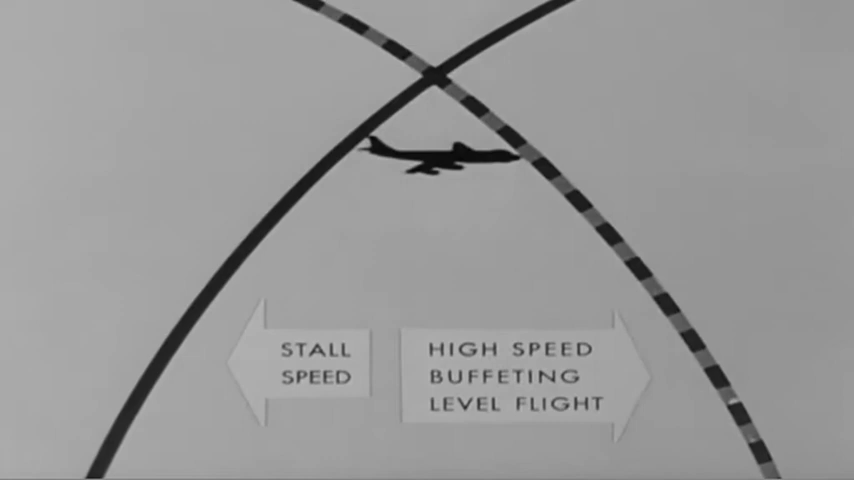 STALL
SPEED
HIGH SPEED
BUFFETING
LEVEL FLIGHT